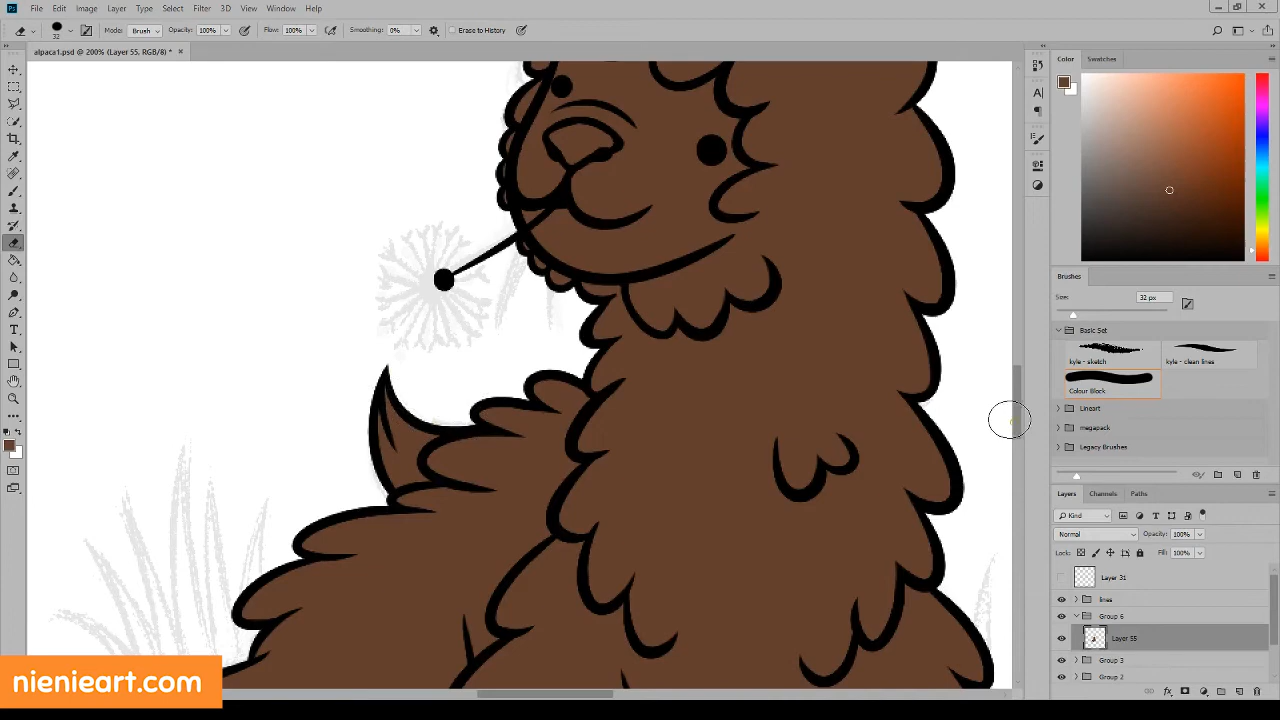 Ps File Edit Image Layer Type Select Filter 3D View Window Help
32 Mode: Brush Opacity: 100% Flow: 100% Smoothing: 0% Erase to History
alpaca1.psd @ 200% (Layer 55, RGB/8) * ×
Color Swatches
Brushes
Size: 32 px
Basic Set
kyle - sketch kyle - clean lines
Colour Block
Lineart
megapack
Legacy Brushes
Layers Channels Paths
Kind
Normal Opacity: 100%
Lock: Fill: 100%
Layer 31
lines
Group 6
Layer 55
Group 3
Group 2
nienieart.com